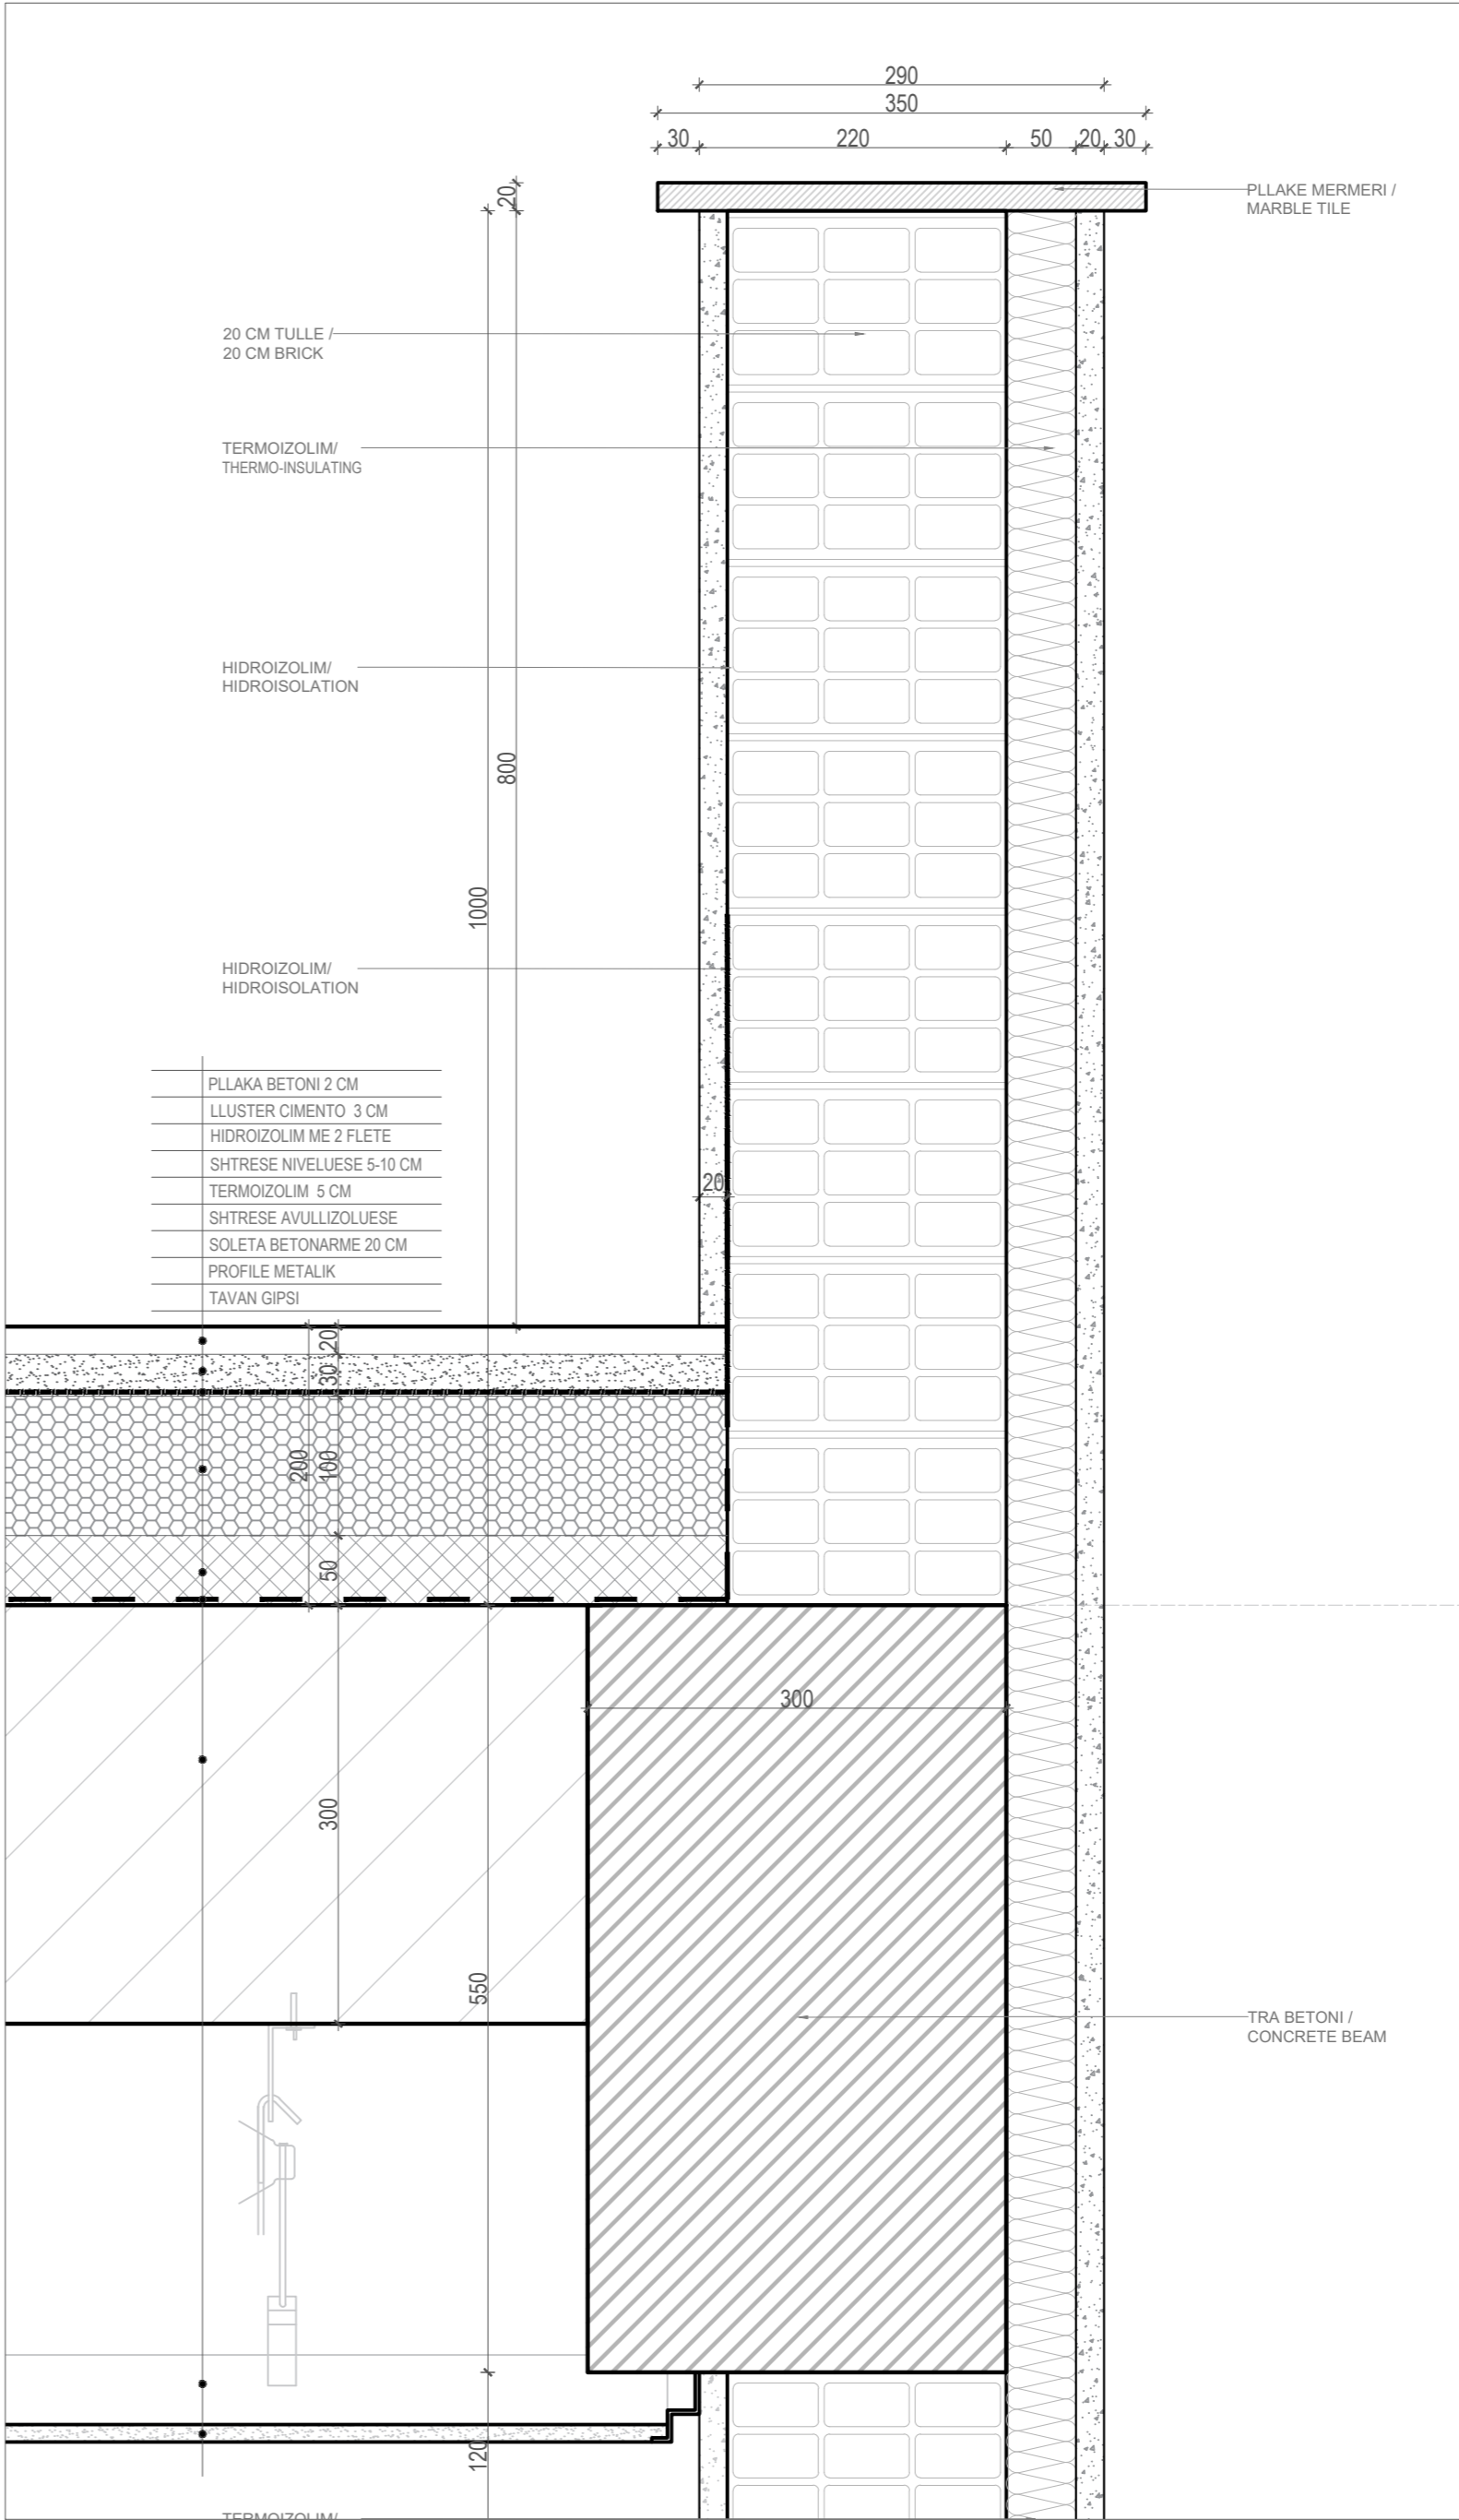 290
350
30 220 50 20 30
20
PLLAKE MERMERI /
MARBLE TILE
20 CM TULLE /
20 CM BRICK
TERMOIZOLIM/
THERMO-INSULATING
HIDROIZOLIM/
HIDROISOLATION
800
1000
HIDROIZOLIM/
HIDROISOLATION
PLLAKA BETONI 2 CM
LLUSTER CIMENTO 3 CM
HIDROIZOLIM ME 2 FLETE
SHTRESE NIVELUESE 5-10 CM
TERMOIZOLIM 5 CM
SHTRESE AVULLIZOLUESE
SOLETA BETONARME 20 CM
PROFILE METALIK
TAVAN GIPSI
20
20
30
200
100
50
300
300
550
TRA BETONI /
CONCRETE BEAM
120
TERMOIZOLIM/